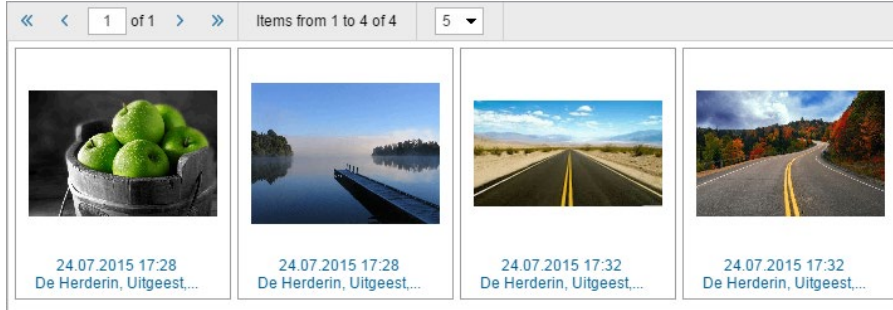 « < 1 of 1 > » Items from 1 to 4 of 4 5
24.07.2015 17:28
De Herderin, Uitgeest,...
24.07.2015 17:28
De Herderin, Uitgeest,...
24.07.2015 17:32
De Herderin, Uitgeest,...
24.07.2015 17:32
De Herderin, Uitgeest,...